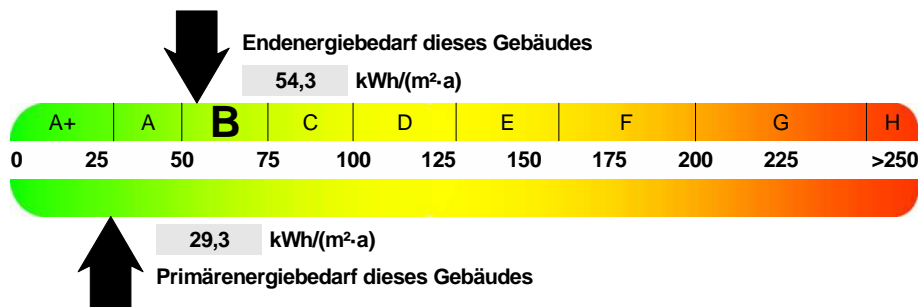 Endenergiebedarf dieses Gebäudes
54,3 kWh/(m²·a)
A+ A B C D E F G H
0 25 50 75 100 125 150 175 200 225 >250
29,3 kWh/(m²·a)
Primärenergiebedarf dieses Gebäudes